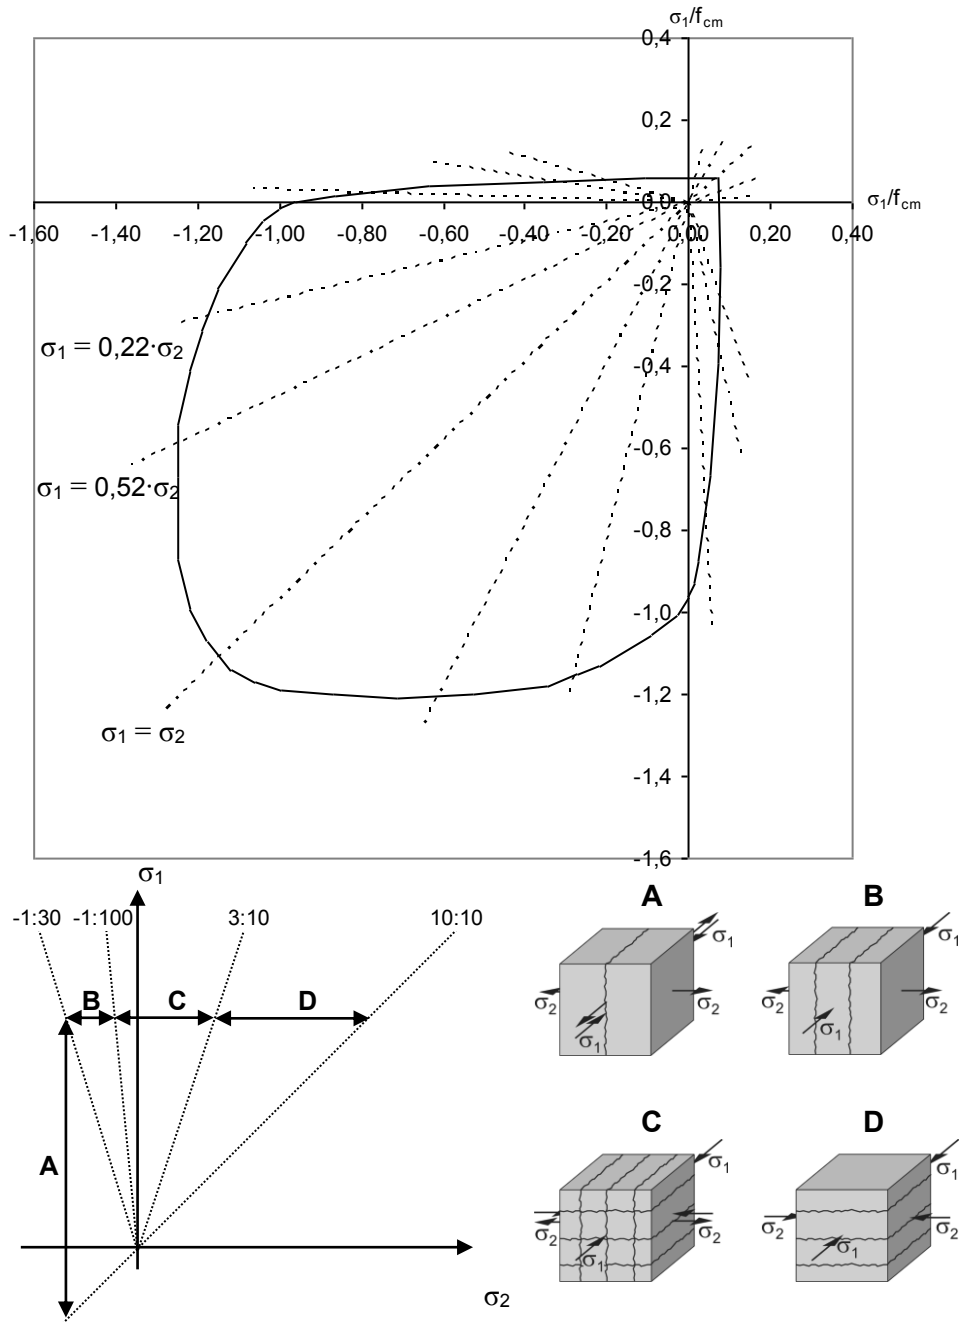 σ1/fcm
0,4
0,2
0,0
σ1/fcm
-1,60 -1,40 -1,20 -1,00 -0,80 -0,60 -0,40 -0,20 0,00 0,20 0,40
-0,2
σ1 = 0,22·σ2
-0,4
σ1 = 0,52·σ2
-0,6
-0,8
-1,0
σ1 = σ2
-1,2
-1,4
-1,6
σ1
-1:30 -1:100 3:10 10:10
B C D
A
σ2
A
σ1
σ2 σ2
σ1
B
σ1
σ2 σ2
σ1
C
σ1
σ2 σ2
σ1
D
σ1
σ2 σ2
σ1